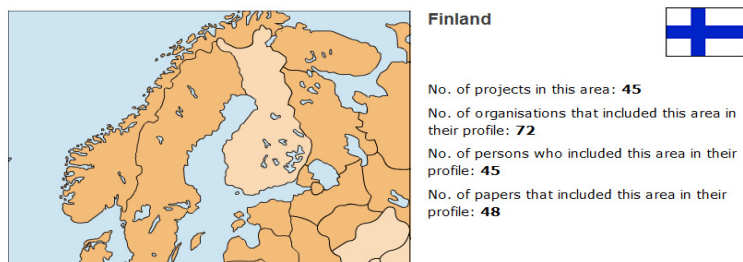 Finland
No. of projects in this area: 45
No. of organisations that included this area in
their profile: 72
No. of persons who included this area in their
profile: 45
No. of papers that included this area in their
profile: 48